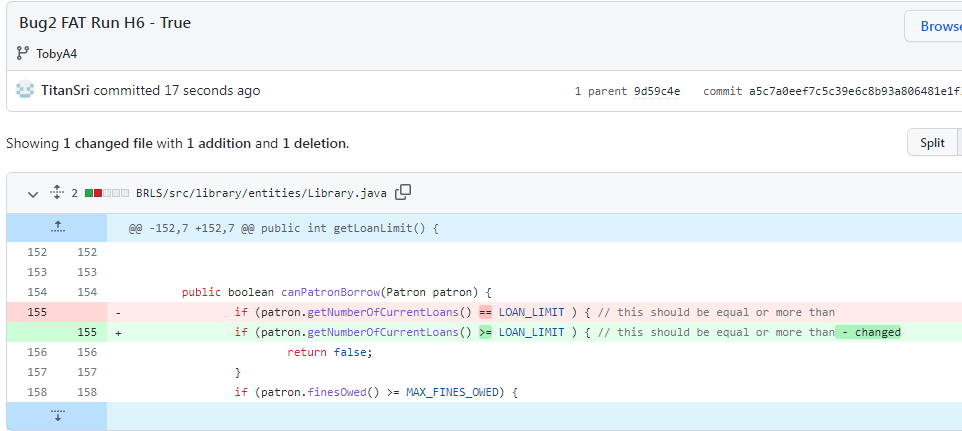 Bug2 FAT Run H6 - True
Browse
TobyA4
TitanSri committed 17 seconds ago 1 parent 9d59c4e commit a5c7a0eef7c5c39e6c8b93a806481e1f
Showing 1 changed file with 1 addition and 1 deletion.
Split
2 BRLS/src/library/entities/Library.java
@@ -152,7 +152,7 @@ public int getLoanLimit() {
152 152
153 153
154 154 public boolean canPatronBorrow(Patron patron) {
155 - if (patron.getNumberOfCurrentLoans() == LOAN_LIMIT ) { // this should be equal or more than
155 + if (patron.getNumberOfCurrentLoans() >= LOAN_LIMIT ) { // this should be equal or more than - changed
156 156 return false;
157 157 }
158 158 if (patron.finesOwed() >= MAX_FINES_OWED) {